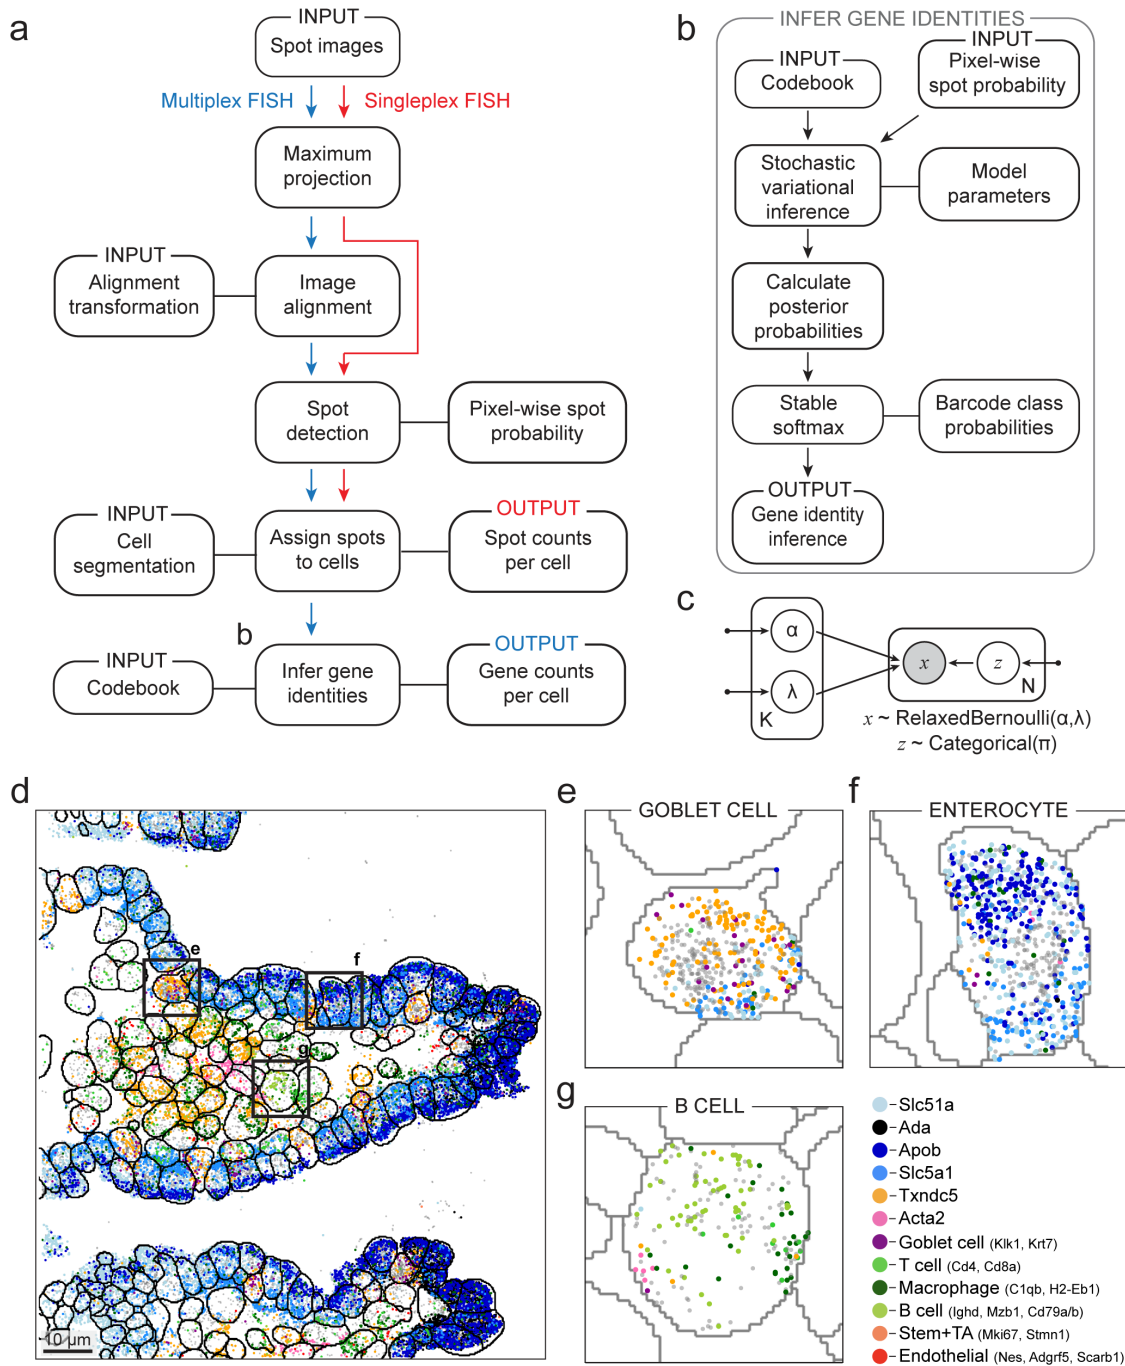 a
INPUT
Spot images
Multiplex FISH
Singleplex FISH
Maximum
projection
INPUT
Alignment
transformation
Image
alignment
Spot
detection
Pixel-wise spot
probability
INPUT
Cell
segmentation
Assign spots
to cells
OUTPUT
Spot counts
per cell
b
INPUT
Codebook
Infer gene
identities
OUTPUT
Gene counts
per cell
b
INFER GENE IDENTITIES
INPUT
Codebook
INPUT
Pixel-wise
spot probability
Stochastic
variational
inference
Model
parameters
Calculate
posterior
probabilities
Stable
softmax
Barcode class
probabilities
OUTPUT
Gene identity
inference
c
α
λ
K
x
z
N
x ~ RelaxedBernoulli(α,λ)
z ~ Categorical(π)
d
e
f
g
10 μm
e
GOBLET CELL
f
ENTEROCYTE
g
B CELL
Slc51a
Ada
Apob
Slc5a1
Txndc5
Acta2
Goblet cell (Klk1, Krt7)
T cell (Cd4, Cd8a)
Macrophage (C1qb, H2-Eb1)
B cell (Ighd, Mzb1, Cd79a/b)
Stem+TA (Mki67, Stmn1)
Endothelial (Nes, Adgrf5, Scarb1)